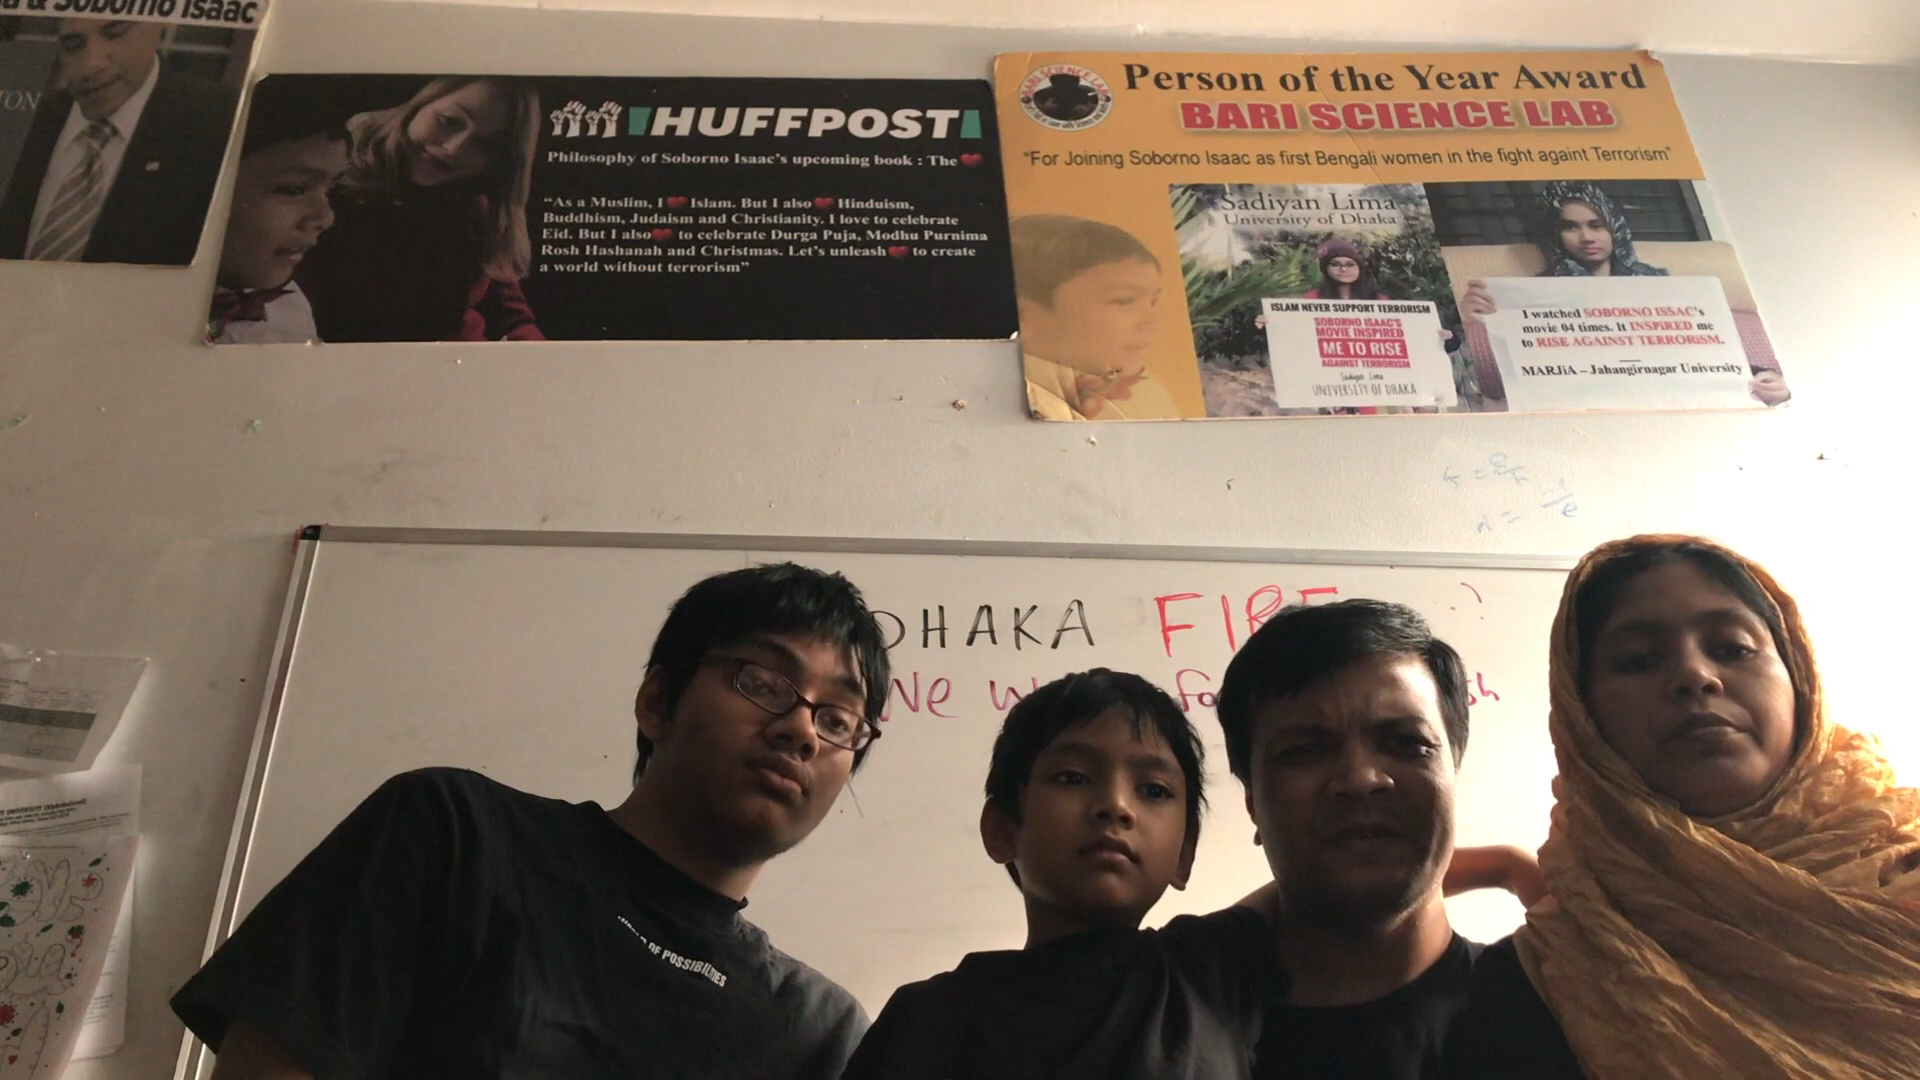 & Soborno Isaac
HUFFPOST
Philosophy of Soborno Isaac's upcoming book : The ❤
"As a Muslim, I ❤ Islam. But I also ❤ Hinduism,
Buddhism, Judaism and Christianity. I love to celebrate
Eid. But I also ❤ to celebrate Durga Puja, Modhu Purnima
Rosh Hashanah and Christmas. Let's unleash ❤ to create
a world without terrorism"
BARI SCIENCE LAB
Person of the Year Award
BARI SCIENCE LAB
"For Joining Soborno Isaac as first Bengali women in the fight againt Terrorism"
Sadiyan Lima
University of Dhaka
ISLAM NEVER SUPPORT TERRORISM
SOBORNO ISAAC'S
MOVIE INSPIRED
ME TO RISE
AGAINST TERRORISM
Sadiyan Lima
UNIVERSITY OF DHAKA
I watched SOBORNO ISSAC's
movie 04 times. It INSPiRED me
to RISE AGAINST TERRORiSM.
MARJiA – Jahangirnagar University
DHAKA FIRE
We
OF POSSIBILITIES